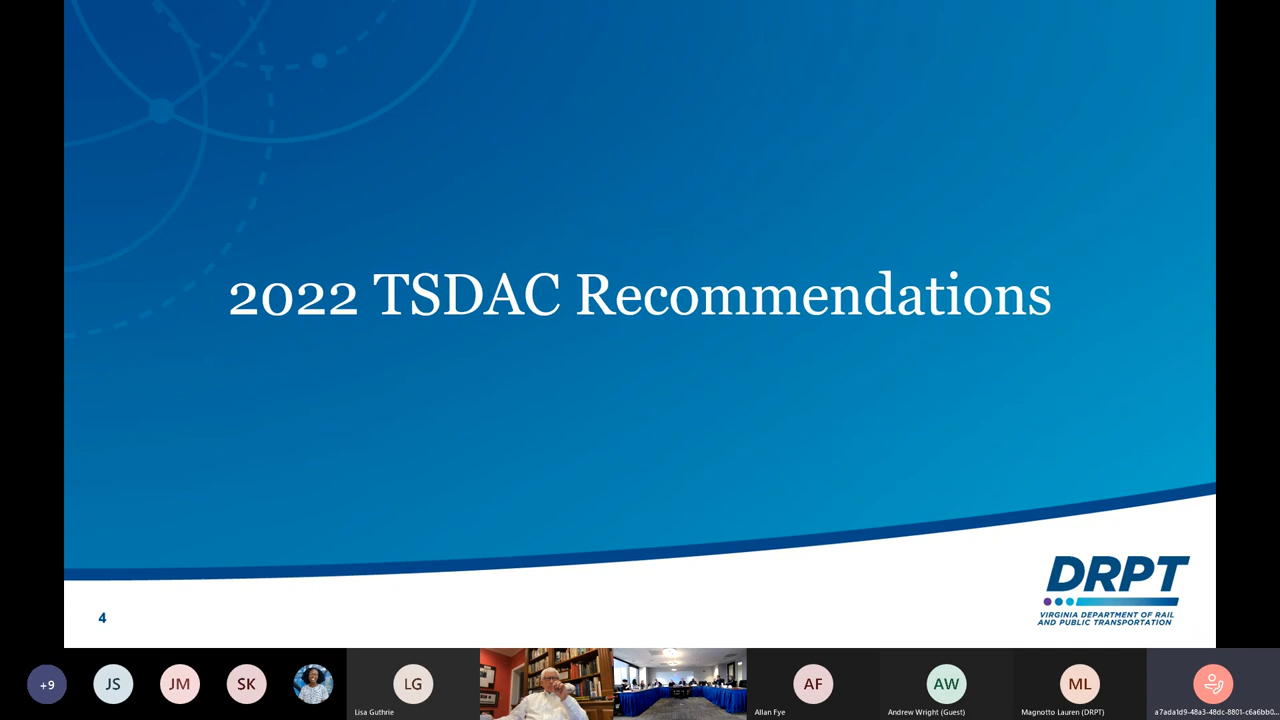 2022 TSDAC Recommendations
4
DRPT
VIRGINIA DEPARTMENT OF RAIL
AND PUBLIC TRANSPORTATION
+9
JS
JM
SK
LG
Lisa Guthrie
AF
Allan Fye
AW
Andrew Wright (Guest)
ML
Magnotto Lauren (DRPT)
a7ada1d9-48a3-48dc-8801-c6a6bb0...